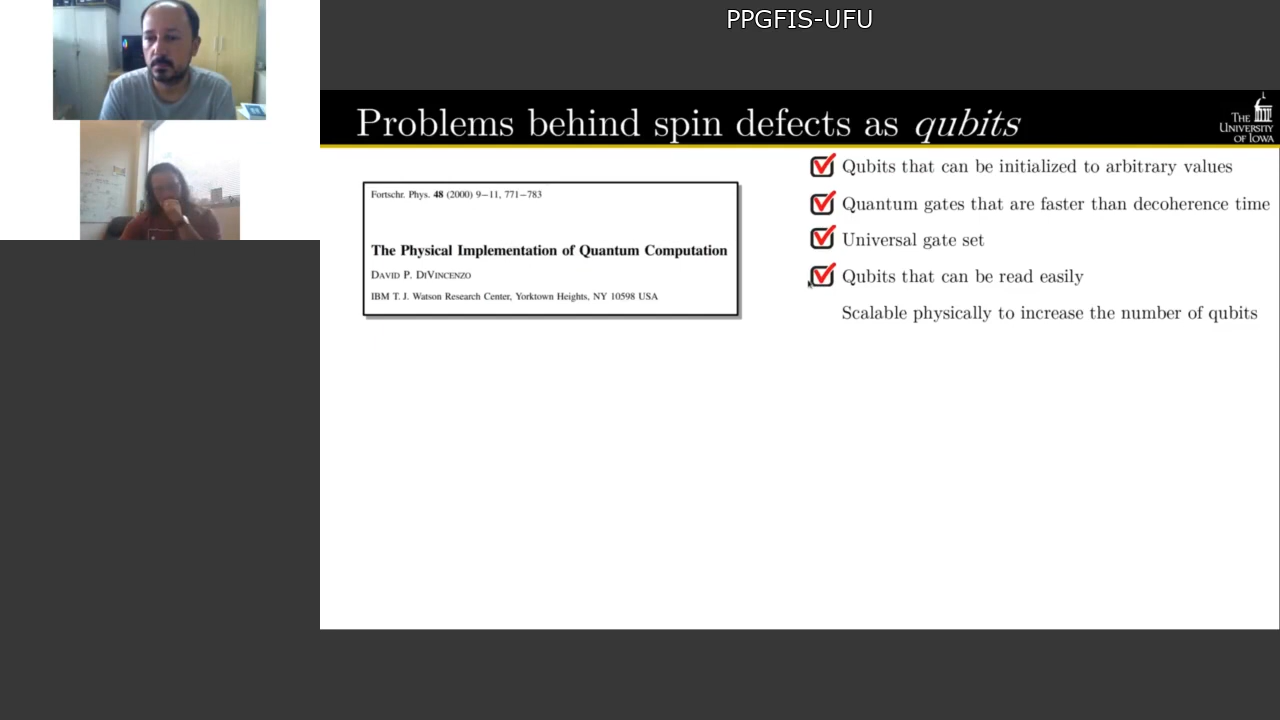 PPGFIS-UFU
Problems behind spin defects as qubits
THE
UNIVERSITY
OF IOWA
Fortschr. Phys. 48 (2000) 9–11, 771–783
The Physical Implementation of Quantum Computation
DAVID P. DIVINCENZO
IBM T. J. Watson Research Center, Yorktown Heights, NY 10598 USA
Qubits that can be initialized to arbitrary values
Quantum gates that are faster than decoherence time
Universal gate set
Qubits that can be read easily
Scalable physically to increase the number of qubits